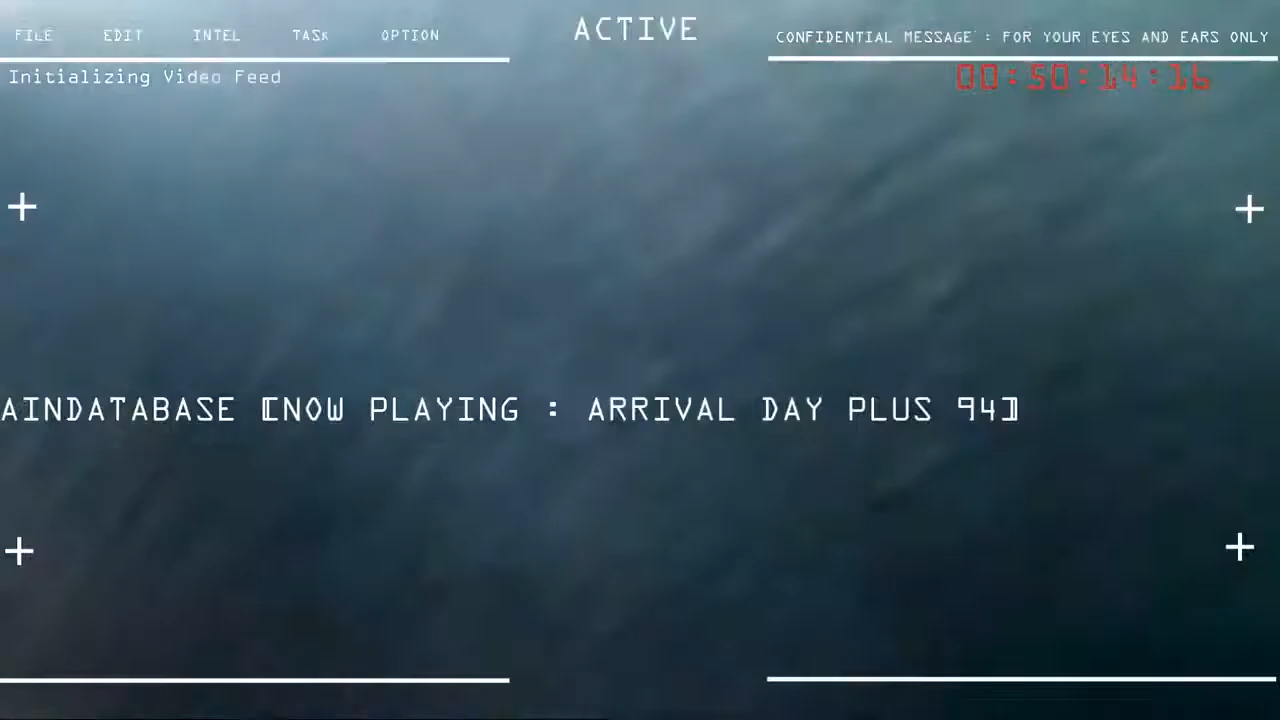 FILE EDIT INTEL TASK OPTION
ACTIVE
CONFIDENTIAL MESSAGE : FOR YOUR EYES AND EARS ONLY
Initializing Video Feed
00:50:14:16
AINDATABASE [NOW PLAYING : ARRIVAL DAY PLUS 94]